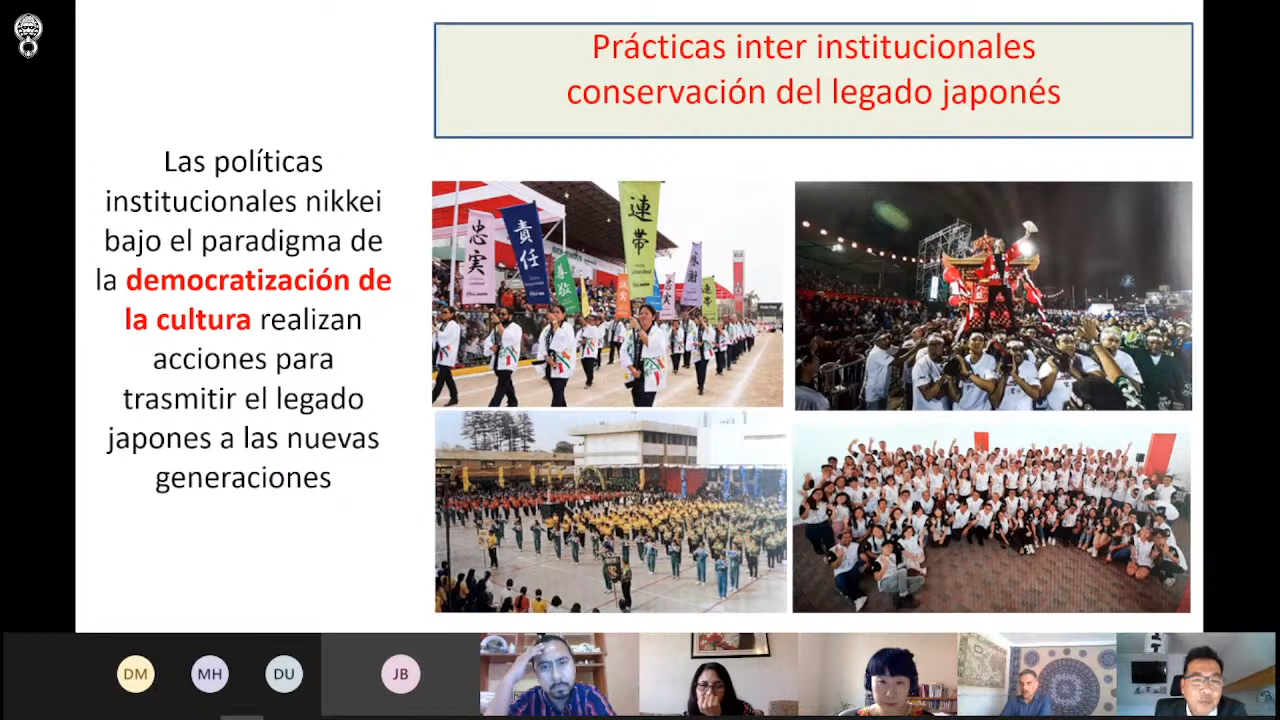 Prácticas inter institucionales
conservación del legado japonés
Las políticas
institucionales nikkei
bajo el paradigma de
la democratización de
la cultura realizan
acciones para
trasmitir el legado
japones a las nuevas
generaciones
忠実
責任
善敬
連帯
DM
MH
DU
JB